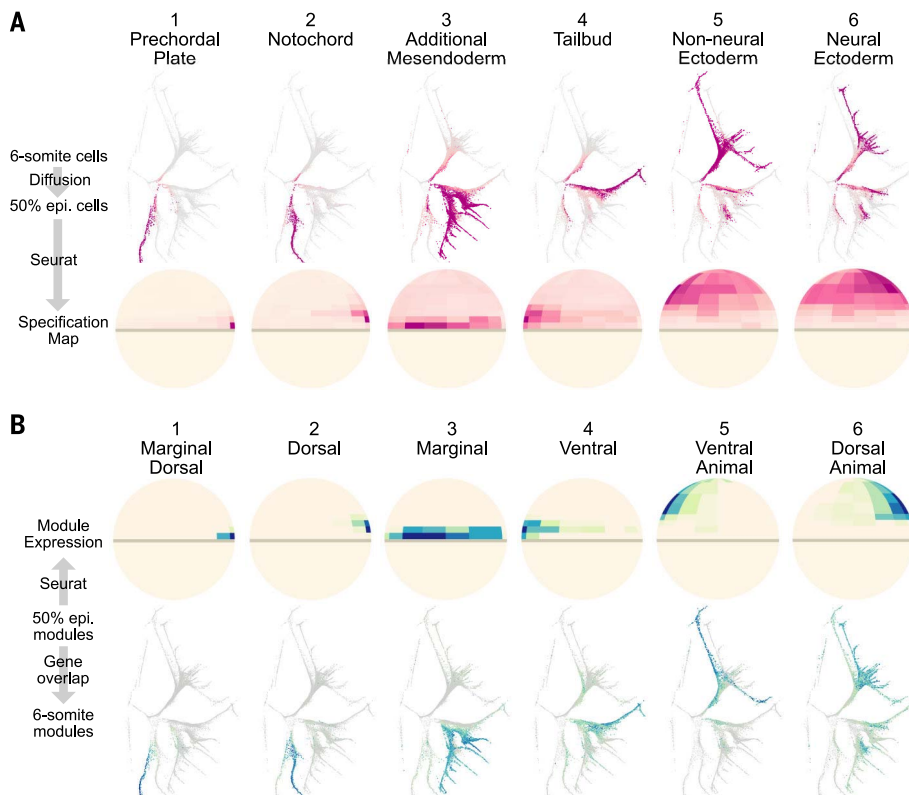 A
1
Prechordal
Plate
2
Notochord
3
Additional
Mesendoderm
4
Tailbud
5
Non-neural
Ectoderm
6
Neural
Ectoderm
6-somite cells
Diffusion
50% epi. cells
Seurat
Specification
Map
B
1
Marginal
Dorsal
2
Dorsal
3
Marginal
4
Ventral
5
Ventral
Animal
6
Dorsal
Animal
Module
Expression
Seurat
50% epi.
modules
Gene
overlap
6-somite
modules